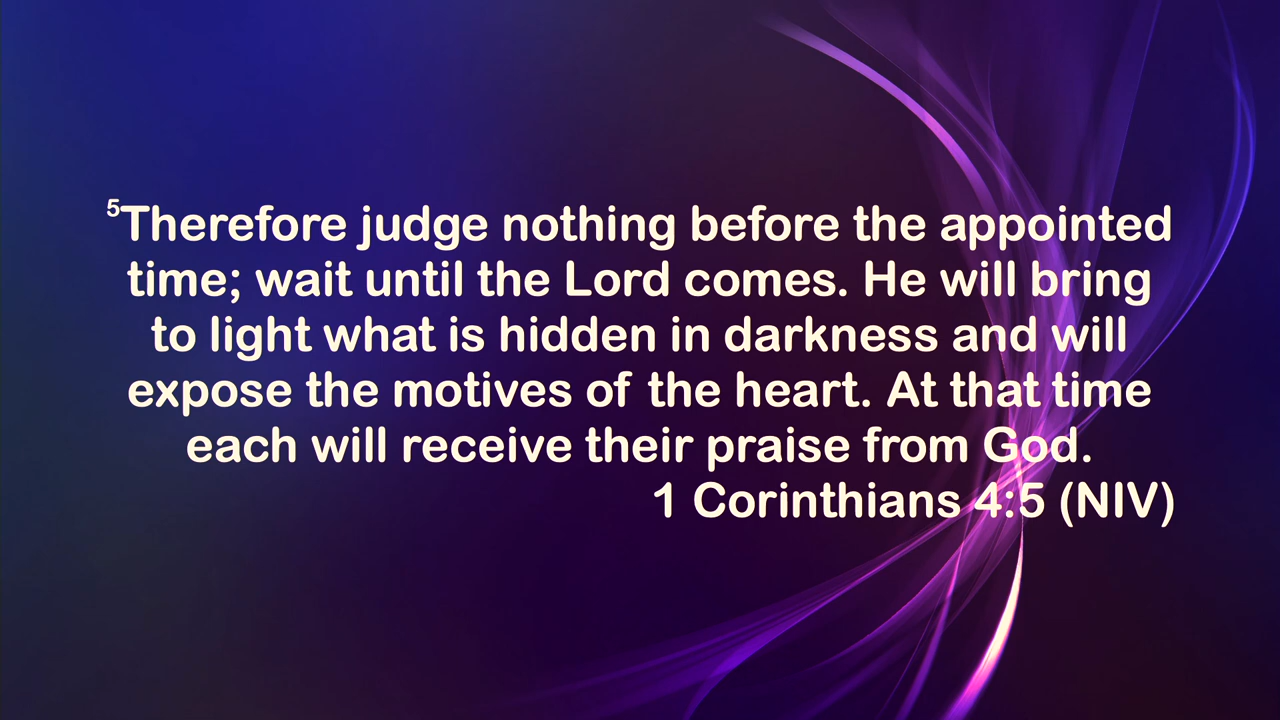 5Therefore judge nothing before the appointed
time; wait until the Lord comes. He will bring
to light what is hidden in darkness and will
expose the motives of the heart. At that time
each will receive their praise from God.
1 Corinthians 4:5 (NIV)